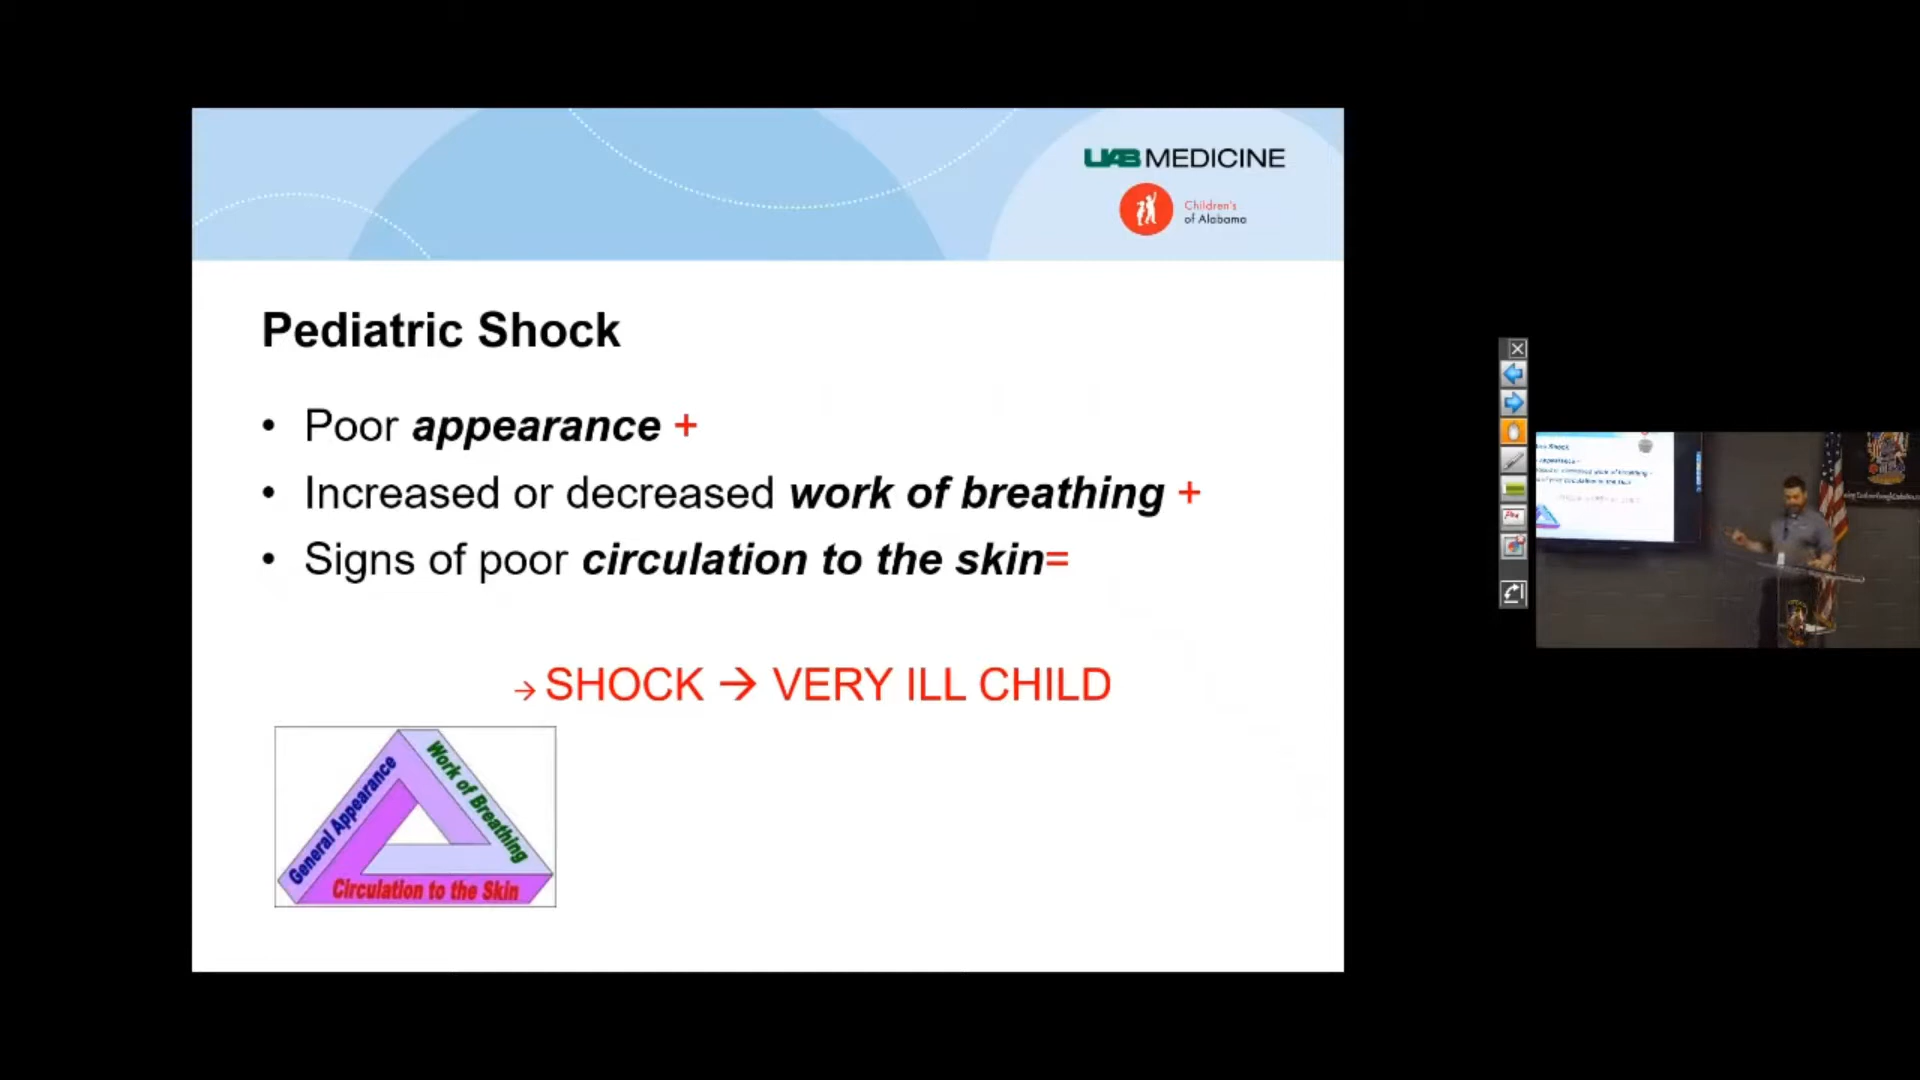 UAB MEDICINE
Children's
of Alabama
Pediatric Shock
• Poor appearance +
• Increased or decreased work of breathing +
• Signs of poor circulation to the skin=
→ SHOCK → VERY ILL CHILD
General Appearance
Work of Breathing
Circulation to the Skin